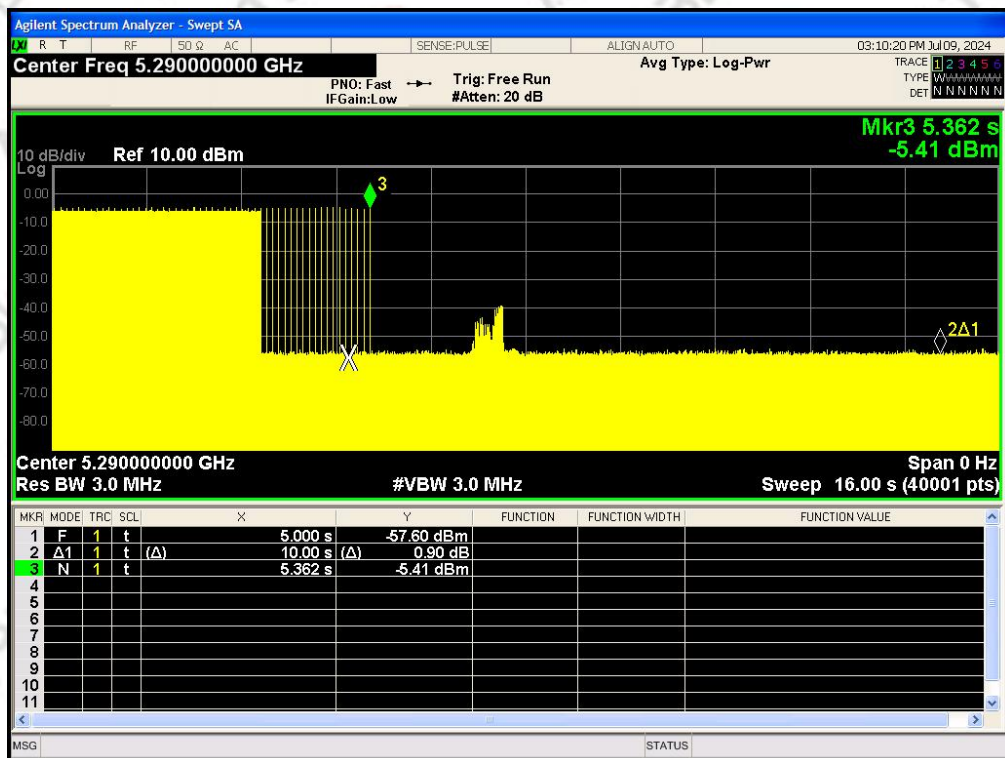 Agilent Spectrum Analyzer - Swept SA
LXI R T RF 50 Ω AC SENSE:PULSE ALIGN AUTO 03:10:20 PM Jul 09, 2024
Center Freq 5.290000000 GHz Avg Type: Log-Pwr TRACE 1 2 3 4 5 6
PNO: Fast Trig: Free Run TYPE WWWWWW
IFGain:Low #Atten: 20 dB DET N N N N N N
Mkr3 5.362 s
10 dB/div Ref 10.00 dBm -5.41 dBm
Log
3
0.00
-10.0
-20.0
-30.0
-40.0
2Δ1
-50.0
-60.0
-70.0
-80.0
Center 5.290000000 GHz Span 0 Hz
Res BW 3.0 MHz #VBW 3.0 MHz Sweep 16.00 s (40001 pts)
MKR MODE TRC SCL X Y FUNCTION FUNCTION WIDTH FUNCTION VALUE
1 F 1 t 5.000 s -57.60 dBm
2 Δ1 1 t (Δ) 10.00 s (Δ) 0.90 dB
3 N 1 t 5.362 s -5.41 dBm
4
5
6
7
8
9
10
11
MSG STATUS